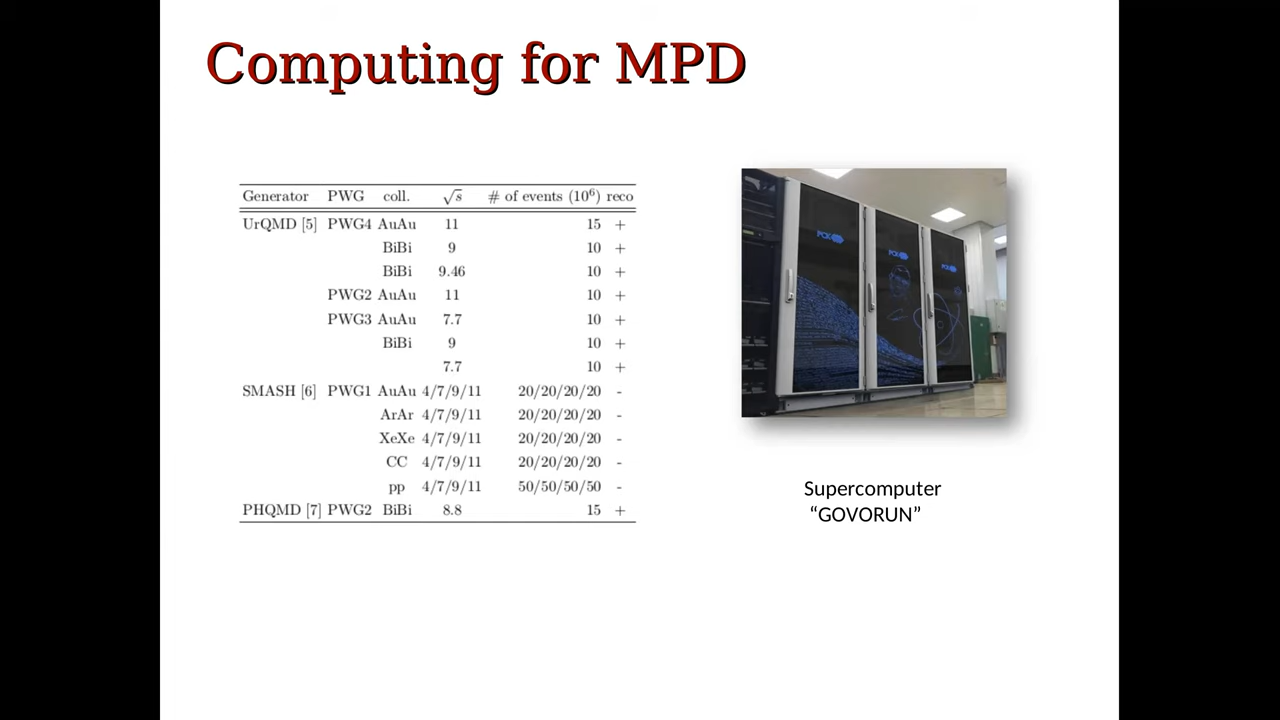 Computing for MPD
Generator PWG coll. √s # of events (10⁶) reco
UrQMD [5] PWG4 AuAu 11 15 +
BiBi 9 10 +
BiBi 9.46 10 +
PWG2 AuAu 11 10 +
PWG3 AuAu 7.7 10 +
BiBi 9 10 +
7.7 10 +
SMASH [6] PWG1 AuAu 4/7/9/11 20/20/20/20 -
ArAr 4/7/9/11 20/20/20/20 -
XeXe 4/7/9/11 20/20/20/20 -
CC 4/7/9/11 20/20/20/20 -
pp 4/7/9/11 50/50/50/50 -
PHQMD [7] PWG2 BiBi 8.8 15 +
Supercomputer
“GOVORUN”